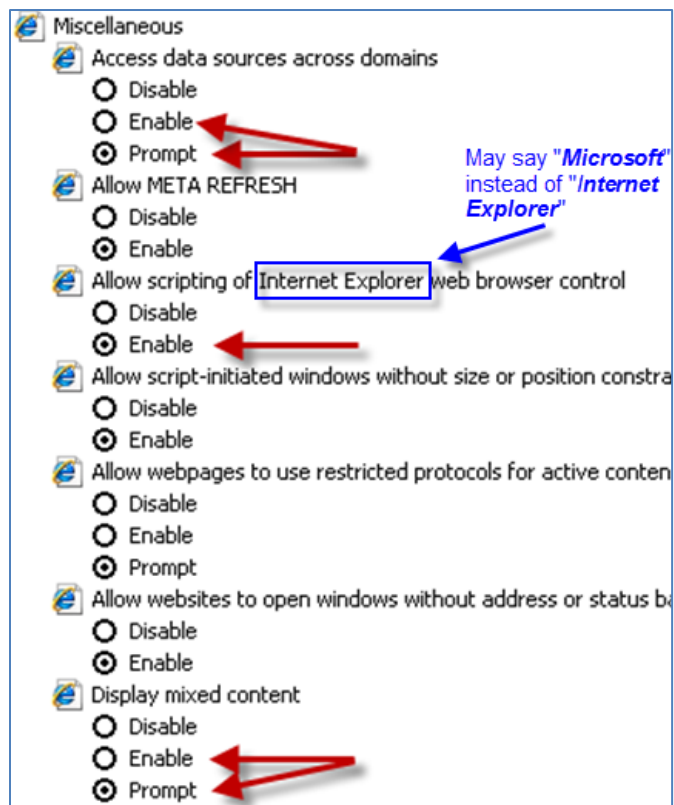 Miscellaneous
Access data sources across domains
Disable
Enable
Prompt
May say "Microsoft"
instead of "Internet
Explorer"
Allow META REFRESH
Disable
Enable
Allow scripting of Internet Explorer web browser control
Disable
Enable
Allow script-initiated windows without size or position constra
Disable
Enable
Allow webpages to use restricted protocols for active conten
Disable
Enable
Prompt
Allow websites to open windows without address or status ba
Disable
Enable
Display mixed content
Disable
Enable
Prompt